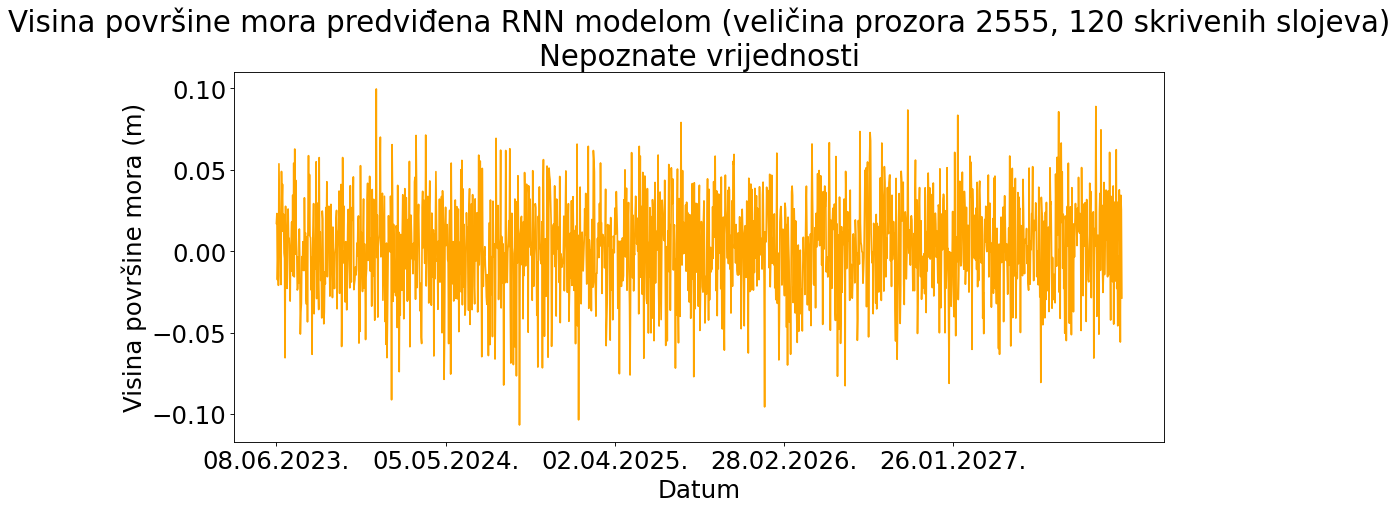 Visina površine mora predviđena RNN modelom (veličina prozora 2555, 120 skrivenih slojeva)
Nepoznate vrijednosti
Visina površine mora (m)
0.10
0.05
0.00
−0.05
−0.10
08.06.2023. 05.05.2024. 02.04.2025. 28.02.2026. 26.01.2027.
Datum